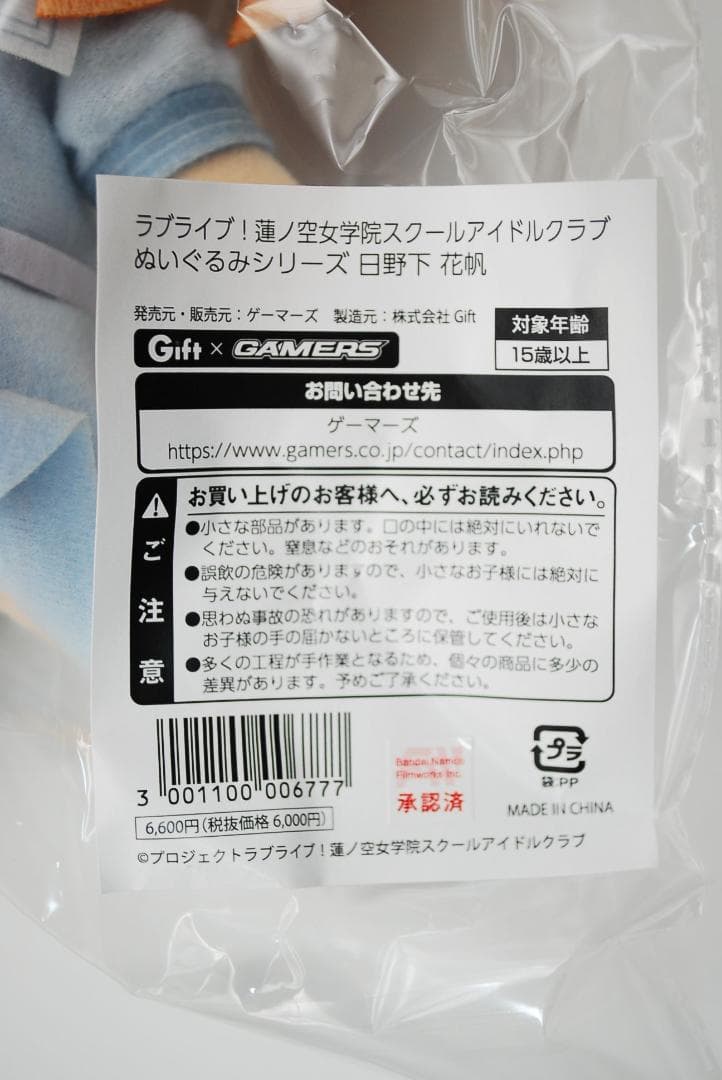 ラブライブ！蓮ノ空女学院スクールアイドルクラブ
ぬいぐるみシリーズ 日野下 花帆
発売元・販売元：ゲーマーズ 製造元：株式会社 Gift
対象年齢
Gift × GAMERS
15歳以上
お問い合わせ先
ゲーマーズ
https://www.gamers.co.jp/contact/index.php
ご注意
お買い上げのお客様へ、必ずお読みください。
●小さな部品があります。口の中には絶対にいれないで
ください。窒息などのおそれがあります。
●誤飲の危険がありますので、小さなお子様には絶対に
与えないでください。
●思わぬ事故の恐れがありますので、ご使用後は小さな
お子様の手の届かないところに保管してください。
●多くの工程が手作業となるため、個々の商品に多少の
差異があります。予めご了承ください。
3 001100 006777
Bandai Namco
Filmworks Inc.
承認済
プラ
袋:PP
MADE IN CHINA
6,600円（税抜価格 6,000円）
©プロジェクトラブライブ！蓮ノ空女学院スクールアイドルクラブ